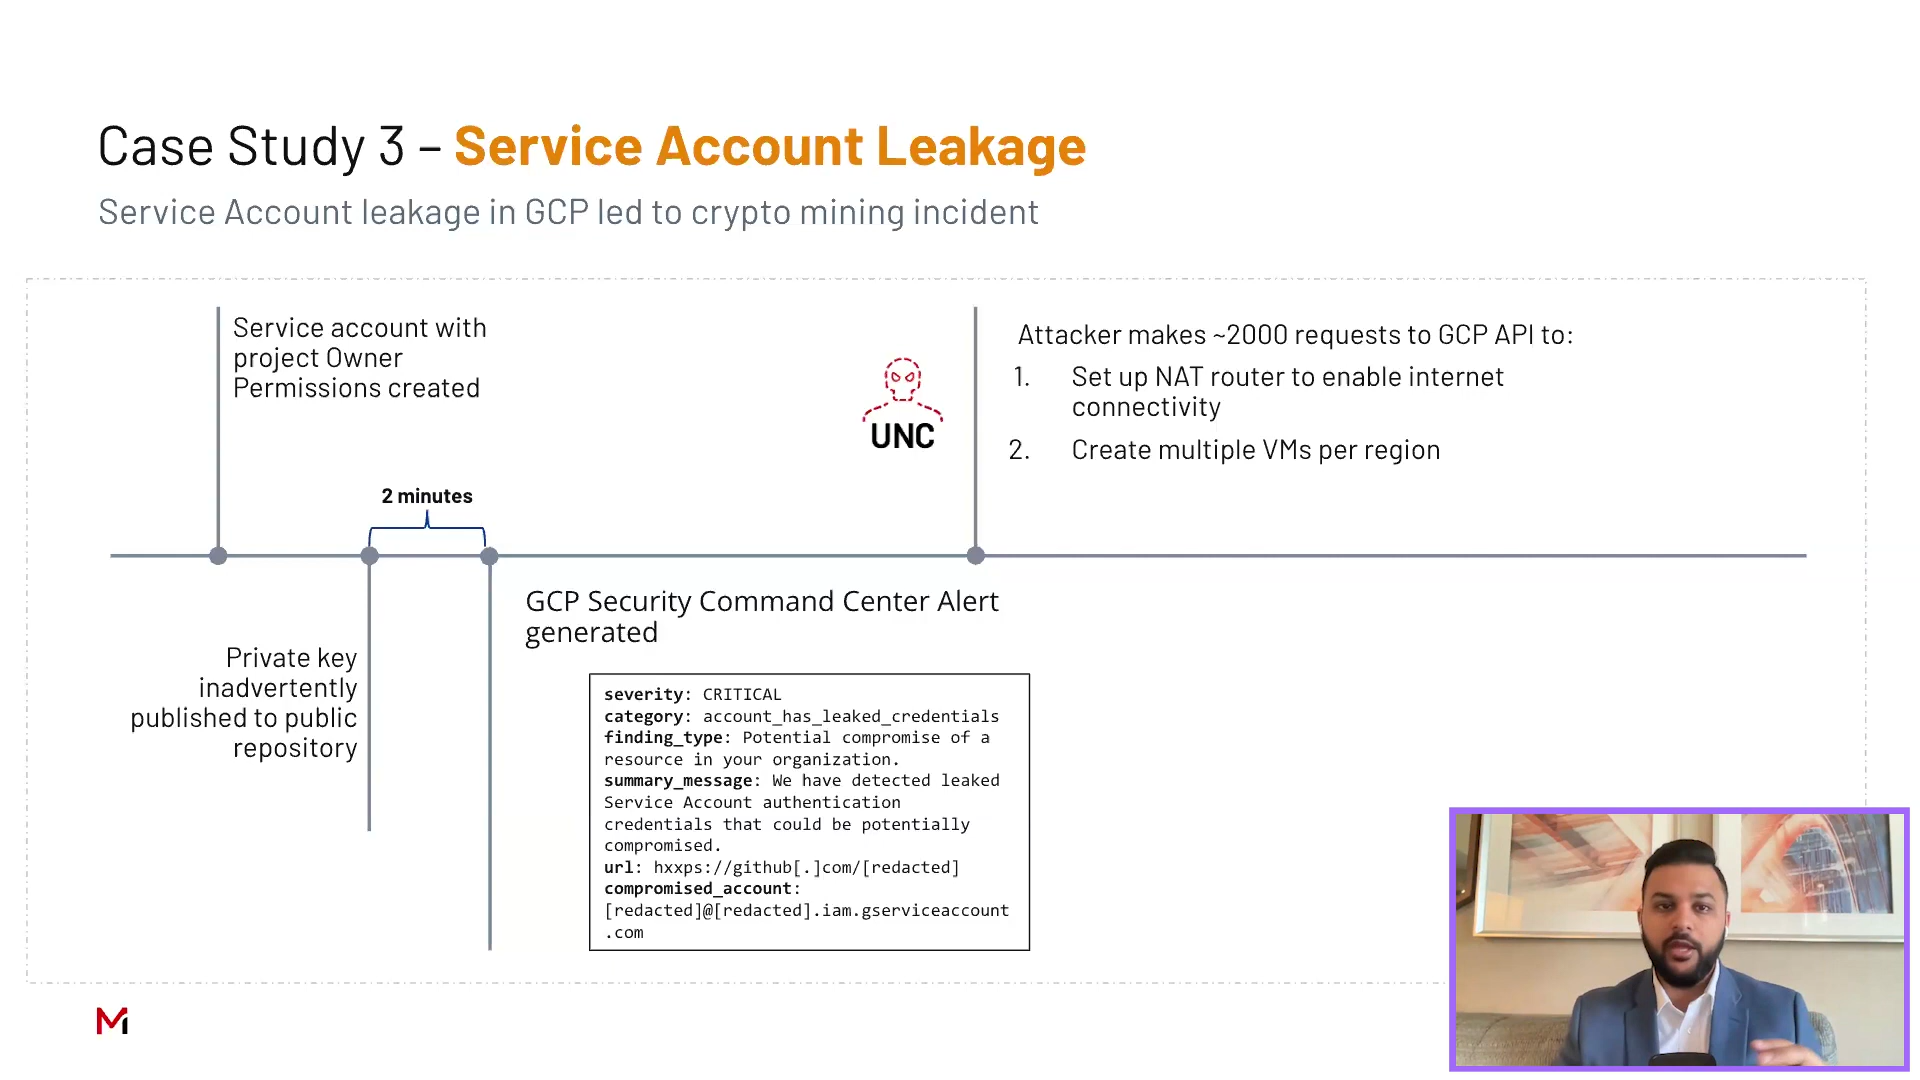 Case Study 3 – Service Account Leakage
Service Account leakage in GCP led to crypto mining incident
Service account with
project Owner
Permissions created
UNC
Attacker makes ~2000 requests to GCP API to:
1. Set up NAT router to enable internet
connectivity
2. Create multiple VMs per region
2 minutes
Private key
inadvertently
published to public
repository
GCP Security Command Center Alert
generated
severity: CRITICAL
category: account_has_leaked_credentials
finding_type: Potential compromise of a
resource in your organization.
summary_message: We have detected leaked
Service Account authentication
credentials that could be potentially
compromised.
url: hxxps://github[.]com/[redacted]
compromised_account:
[redacted]@[redacted].iam.gserviceaccount
.com